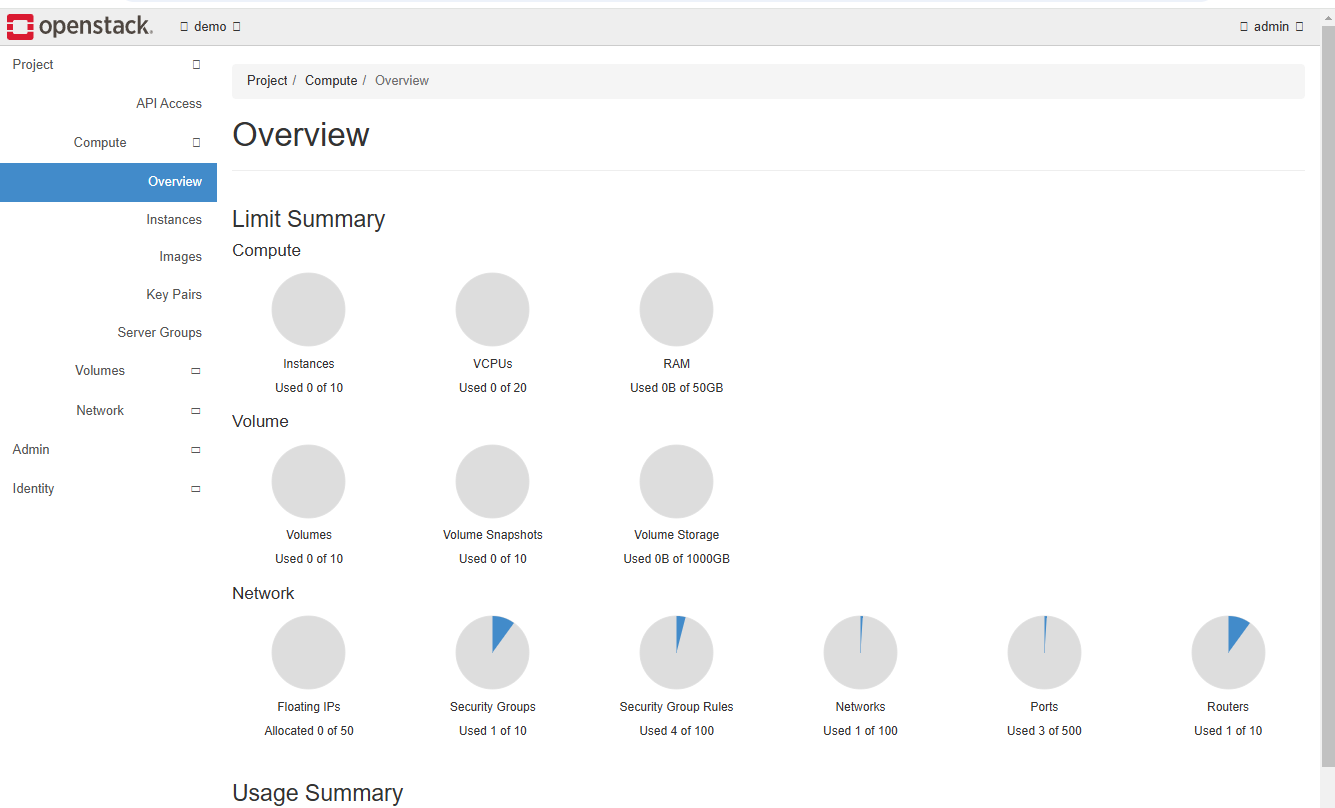 openstack. demo admin
Project
API Access
Compute
Overview
Instances
Images
Key Pairs
Server Groups
Volumes
Network
Admin
Identity
Project / Compute / Overview
Overview
Limit Summary
Compute
Instances VCPUs RAM
Used 0 of 10 Used 0 of 20 Used 0B of 50GB
Volume
Volumes Volume Snapshots Volume Storage
Used 0 of 10 Used 0 of 10 Used 0B of 1000GB
Network
Floating IPs Security Groups Security Group Rules Networks Ports Routers
Allocated 0 of 50 Used 1 of 10 Used 4 of 100 Used 1 of 100 Used 3 of 500 Used 1 of 10
Usage Summary